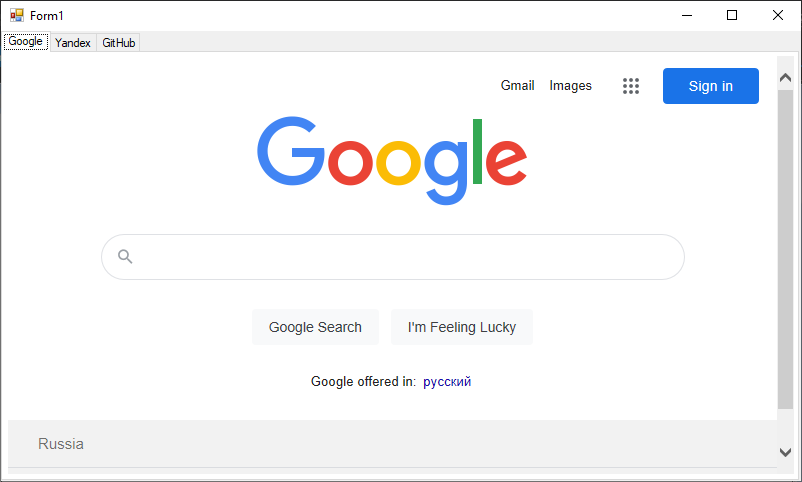 Form1
Google Yandex GitHub
Gmail Images Sign in
Google
Google Search I'm Feeling Lucky
Google offered in: русский
Russia